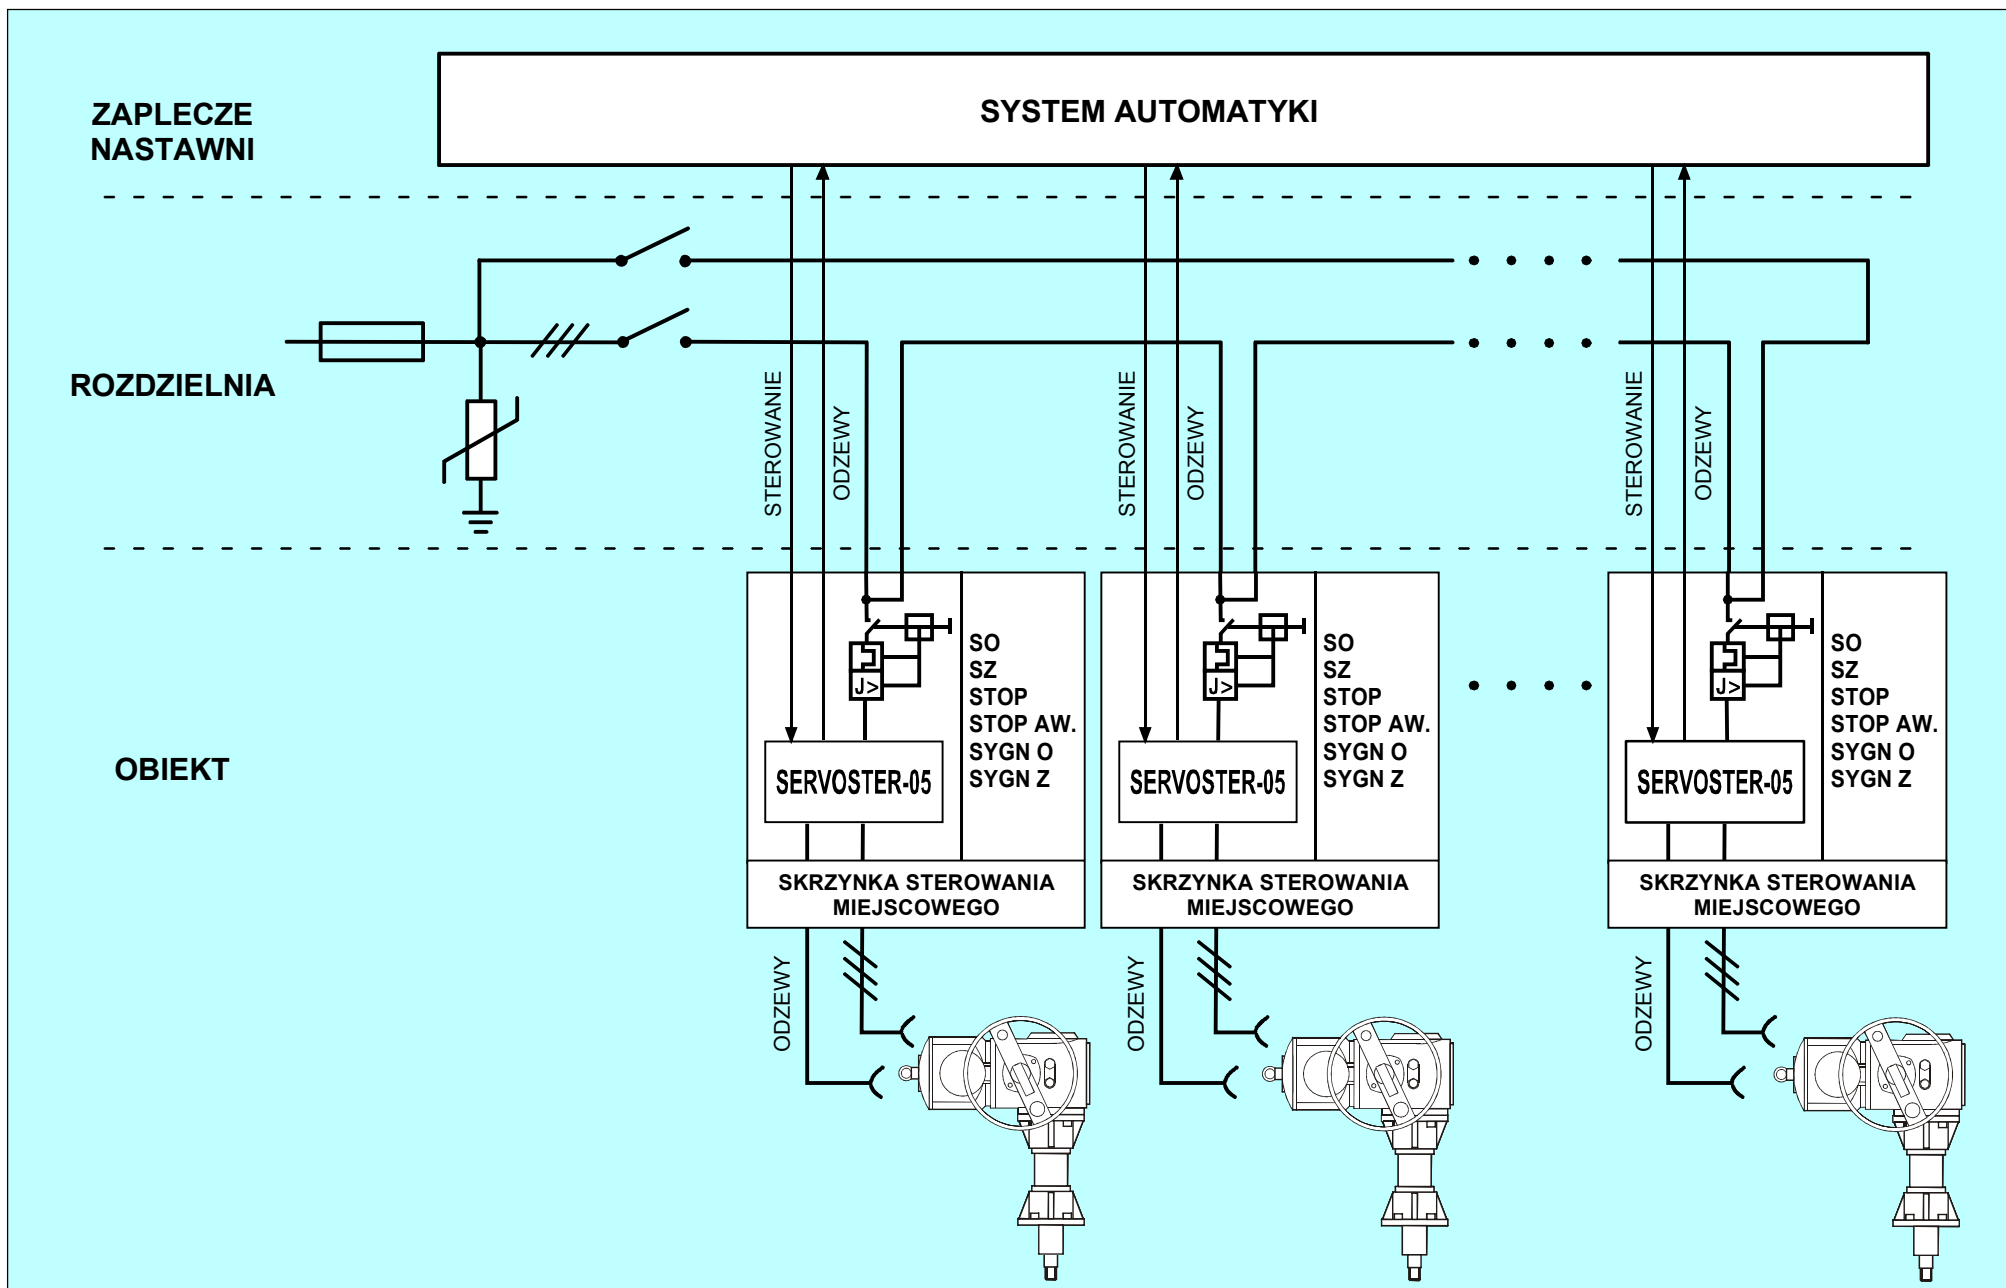 ZAPLECZE
NASTAWNI
SYSTEM AUTOMATYKI
ROZDZIELNIA
STEROWANIE
ODZEWY
STEROWANIE
ODZEWY
STEROWANIE
ODZEWY
OBIEKT
J>
SO
SZ
STOP
STOP AW.
SYGN O
SYGN Z
SERVOSTER-05
SKRZYNKA STEROWANIA
MIEJSCOWEGO
J>
SO
SZ
STOP
STOP AW.
SYGN O
SYGN Z
SERVOSTER-05
SKRZYNKA STEROWANIA
MIEJSCOWEGO
J>
SO
SZ
STOP
STOP AW.
SYGN O
SYGN Z
SERVOSTER-05
SKRZYNKA STEROWANIA
MIEJSCOWEGO
ODZEWY
ODZEWY
ODZEWY